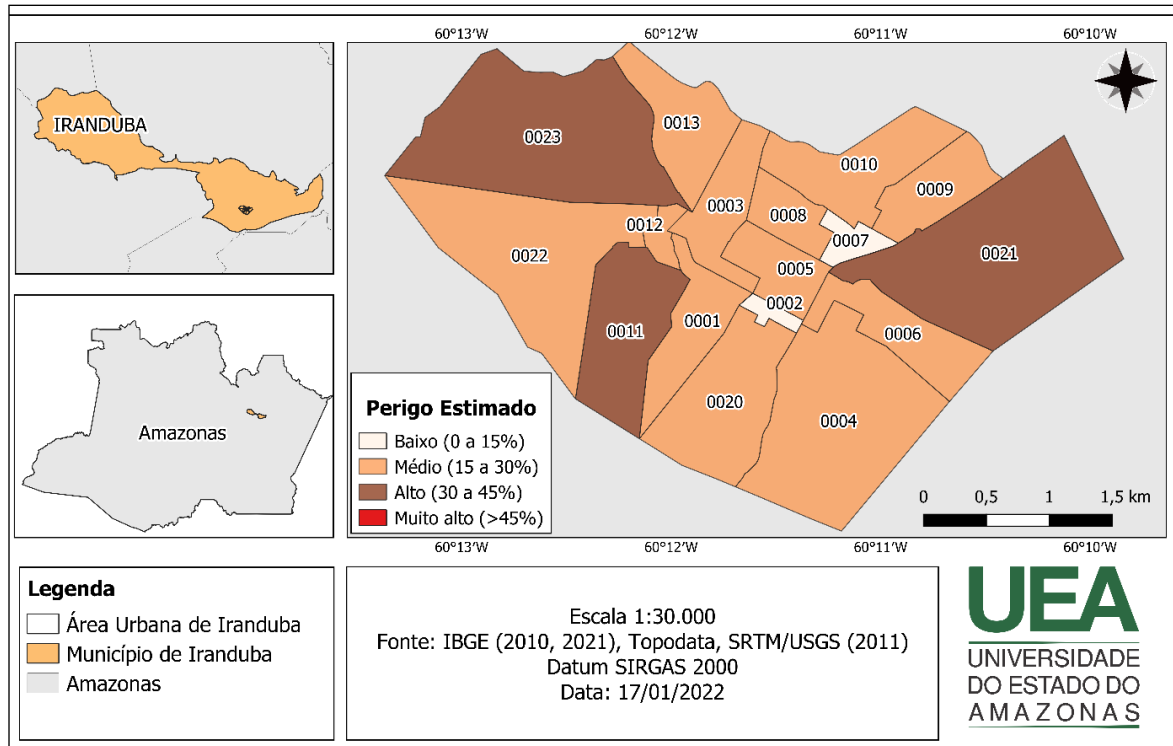 60°13'W 60°12'W 60°11'W 60°10'W
IRANDUBA
Amazonas
0023
0013
0010
0009
0003
0008
0012
0007
0022
0005
0021
0002
0011
0001
0006
0020
0004
Perigo Estimado
Baixo (0 a 15%)
Médio (15 a 30%)
Alto (30 a 45%)
Muito alto (>45%)
0 0,5 1 1,5 km
60°13'W 60°12'W 60°11'W 60°10'W
Legenda
Área Urbana de Iranduba
Município de Iranduba
Amazonas
Escala 1:30.000
Fonte: IBGE (2010, 2021), Topodata, SRTM/USGS (2011)
Datum SIRGAS 2000
Data: 17/01/2022
UEA
UNIVERSIDADE
DO ESTADO DO
AMAZONAS